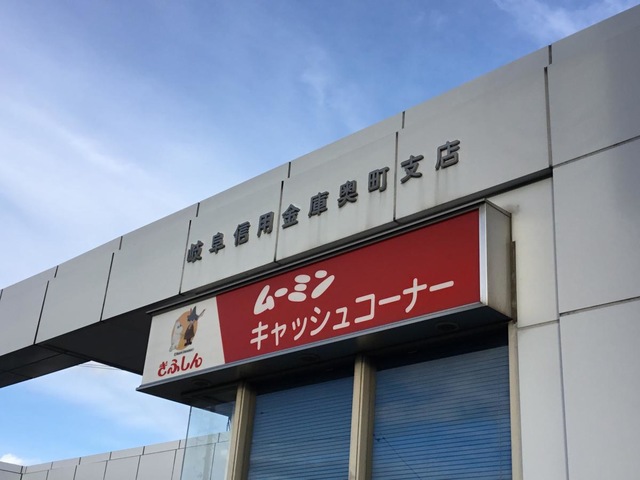 岐阜信用金庫奥町支店
ムーミン
キャッシュコーナー
ぎふしん